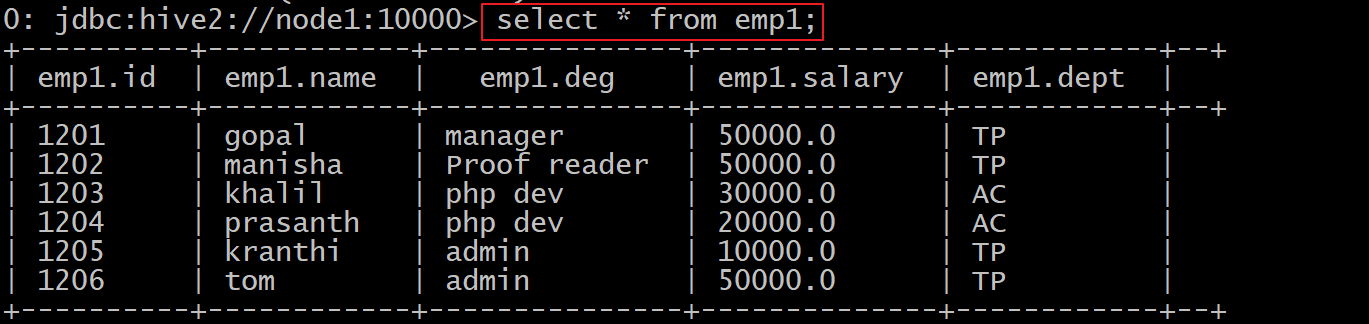 0: jdbc:hive2://node1:10000> select * from emp1;
+----------+------------+---------------+--------------+------------+--+
| emp1.id  | emp1.name  |   emp1.deg    | emp1.salary  | emp1.dept  |
+----------+------------+---------------+--------------+------------+--+
| 1201     | gopal      | manager       | 50000.0      | TP         |
| 1202     | manisha    | Proof reader  | 50000.0      | TP         |
| 1203     | khalil     | php dev       | 30000.0      | AC         |
| 1204     | prasanth   | php dev       | 20000.0      | AC         |
| 1205     | kranthi    | admin         | 10000.0      | TP         |
| 1206     | tom        | admin         | 50000.0      | TP         |
+----------+------------+---------------+--------------+------------+--+